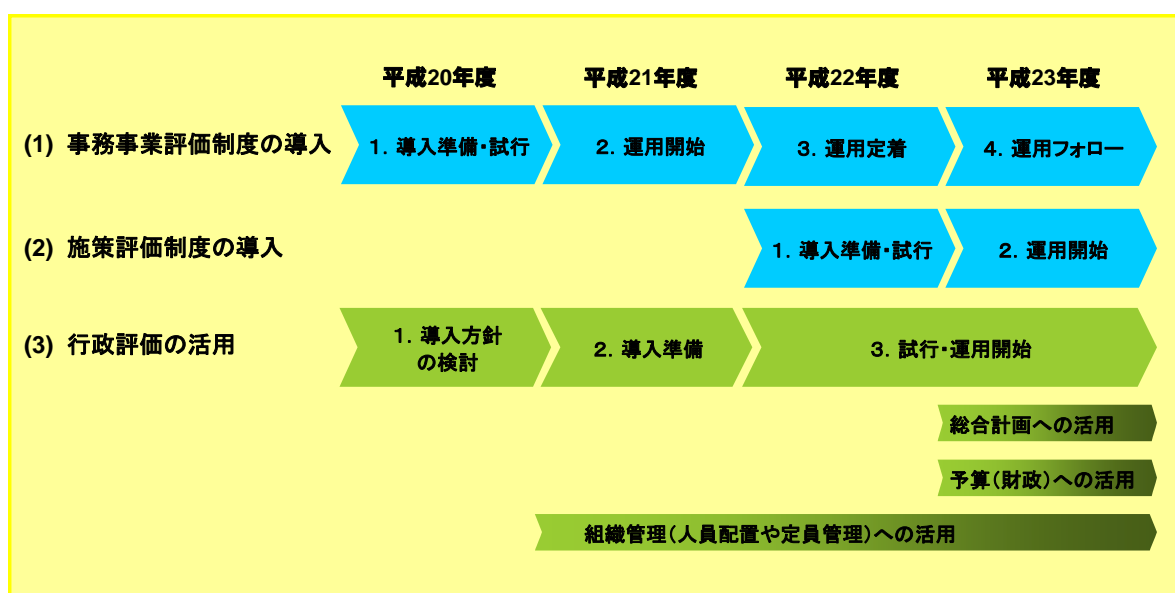 平成20年度 平成21年度 平成22年度 平成23年度
(1) 事務事業評価制度の導入 1. 導入準備・試行 2. 運用開始 3. 運用定着 4. 運用フォロー
(2) 施策評価制度の導入 1. 導入準備・試行 2. 運用開始
(3) 行政評価の活用 1. 導入方針
の検討 2. 導入準備 3. 試行・運用開始
総合計画への活用
予算(財政)への活用
組織管理(人員配置や定員管理)への活用